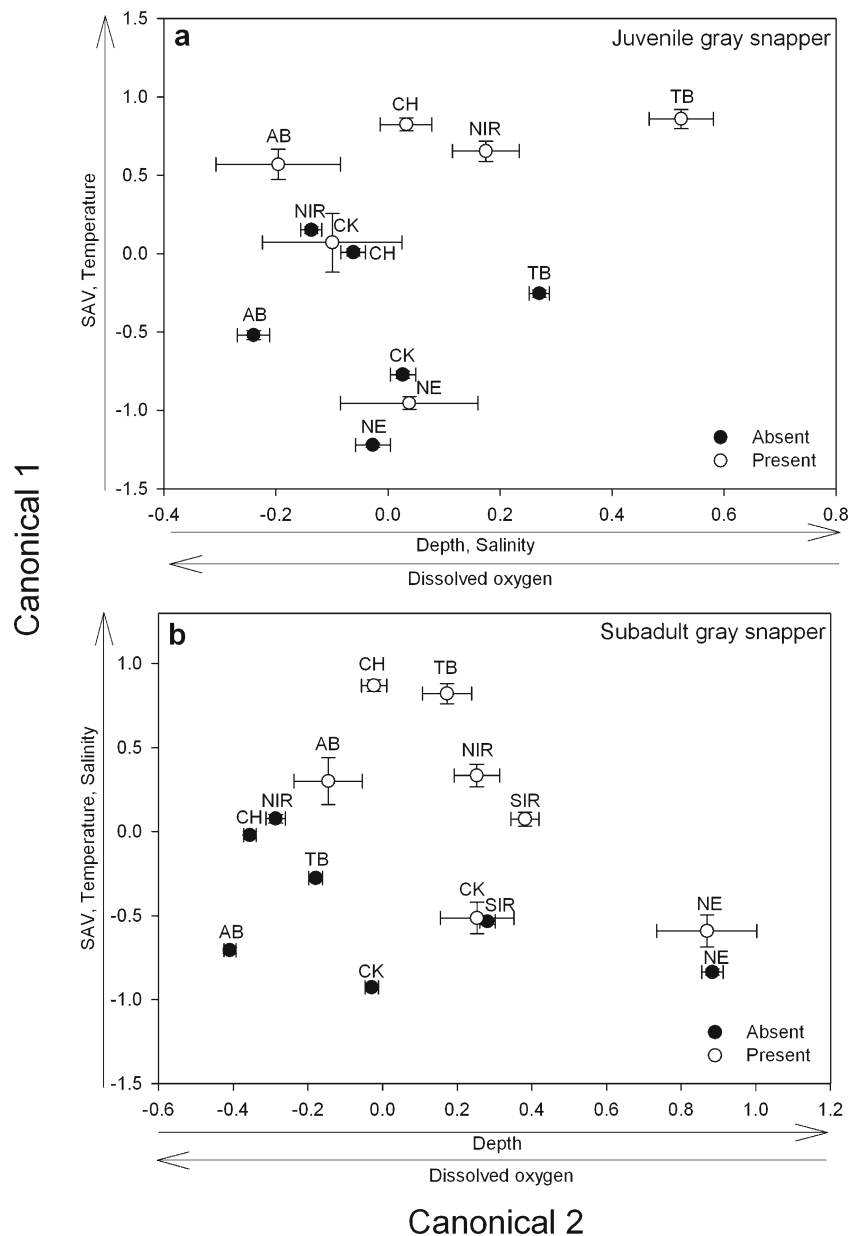 a
Juvenile gray snapper
1.5
1.0
0.5
0.0
-0.5
-1.0
-1.5
SAV, Temperature
TB
CH
NIR
AB
NIR
CK
CH
TB
AB
CK
NE
NE
Absent
Present
-0.4
-0.2
0.0
0.2
0.4
0.6
0.8
Depth, Salinity
Dissolved oxygen
Canonical 1
b
Subadult gray snapper
1.0
0.5
0.0
-0.5
-1.0
-1.5
SAV, Temperature, Salinity
CH
TB
AB
NIR
NIR
SIR
CH
TB
CK
SIR
NE
AB
NE
CK
Absent
Present
-0.6
-0.4
-0.2
0.0
0.2
0.4
0.6
0.8
1.0
1.2
Depth
Dissolved oxygen
Canonical 2